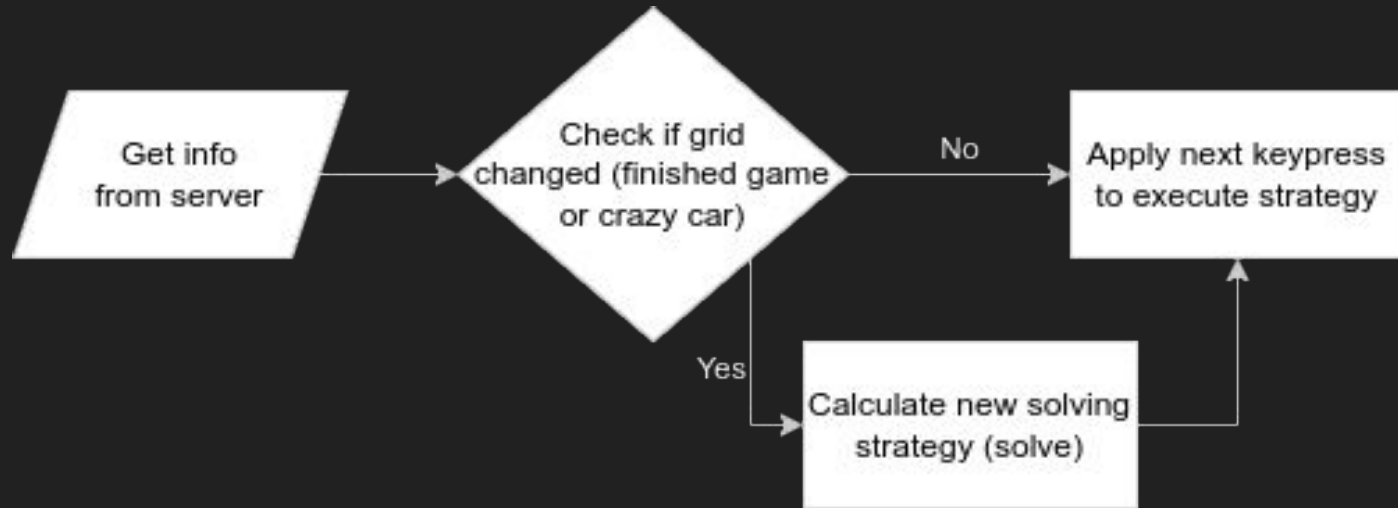 Get info
from server
Check if grid
changed (finished game
or crazy car)
No
Apply next keypress
to execute strategy
Yes
Calculate new solving
strategy (solve)